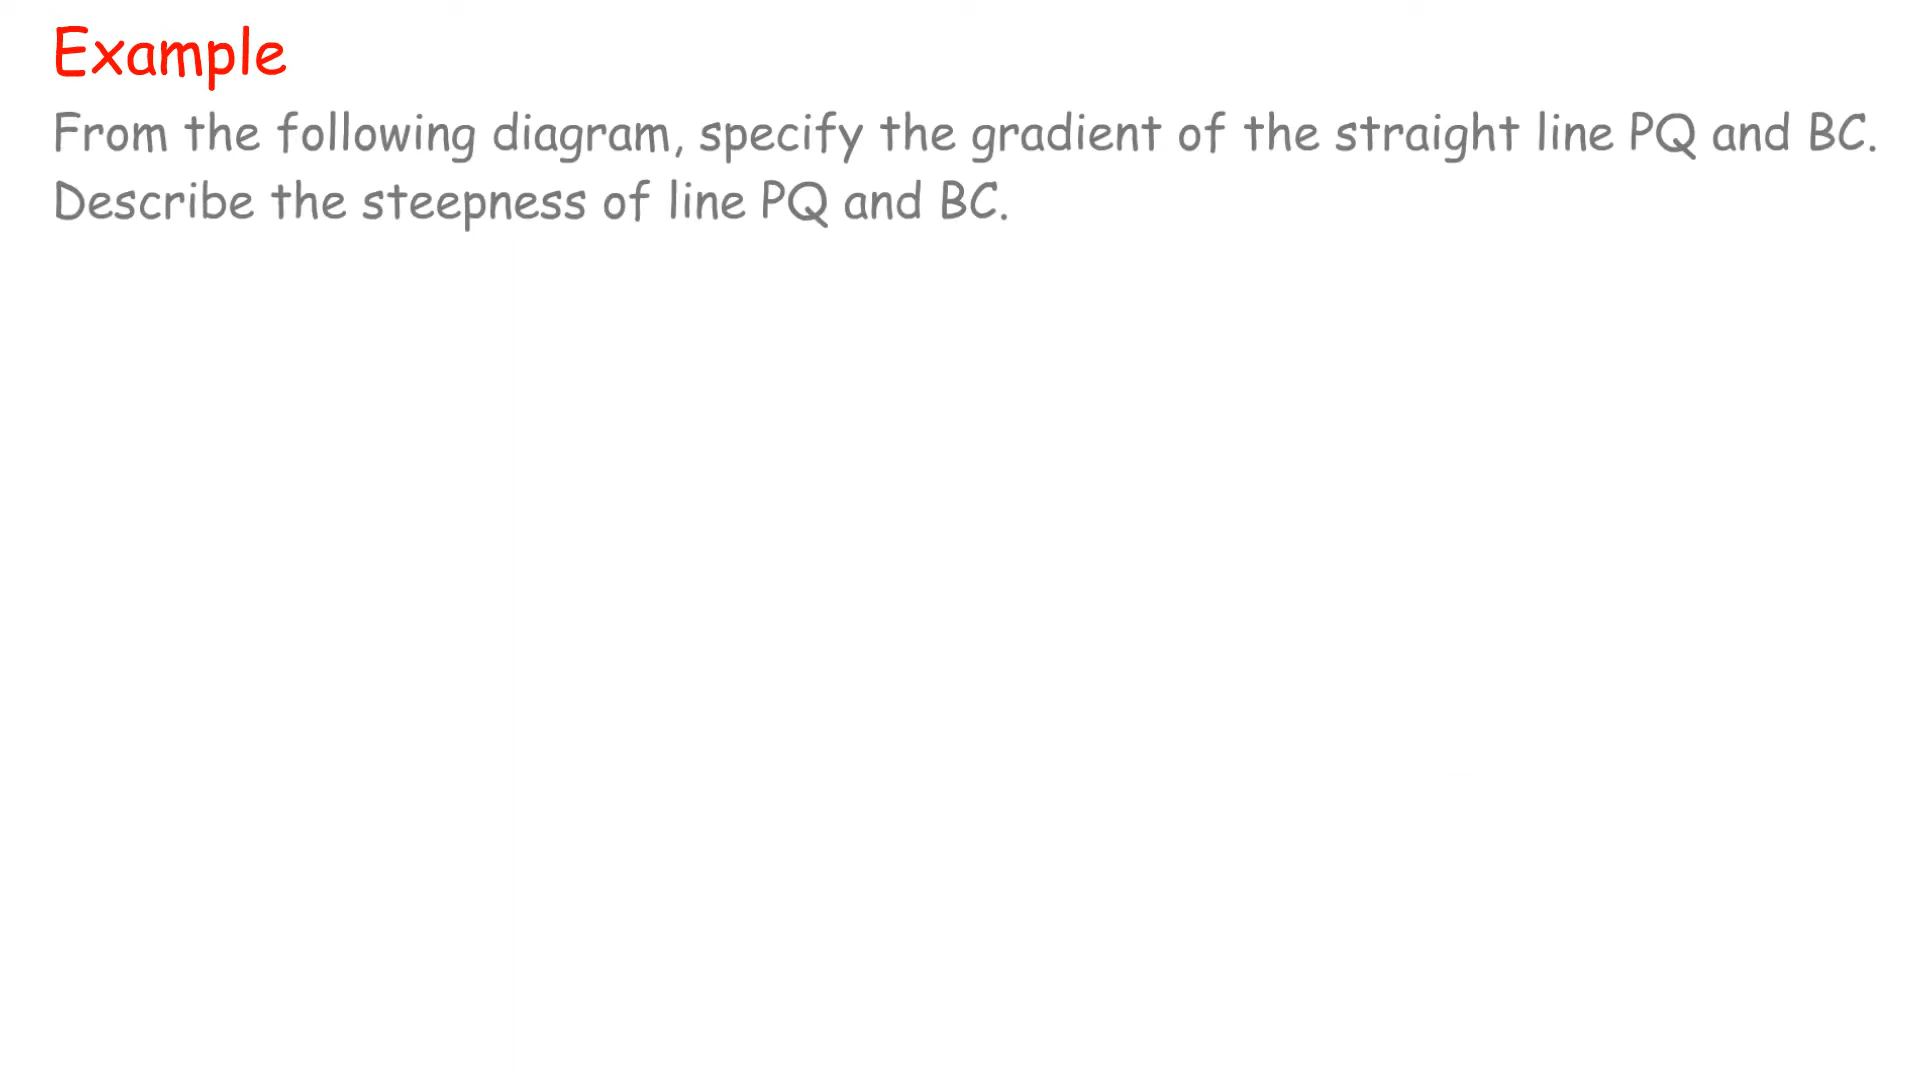 Example
From the following diagram, specify the gradient of the straight line PQ and BC.
Describe the steepness of line PQ and BC.